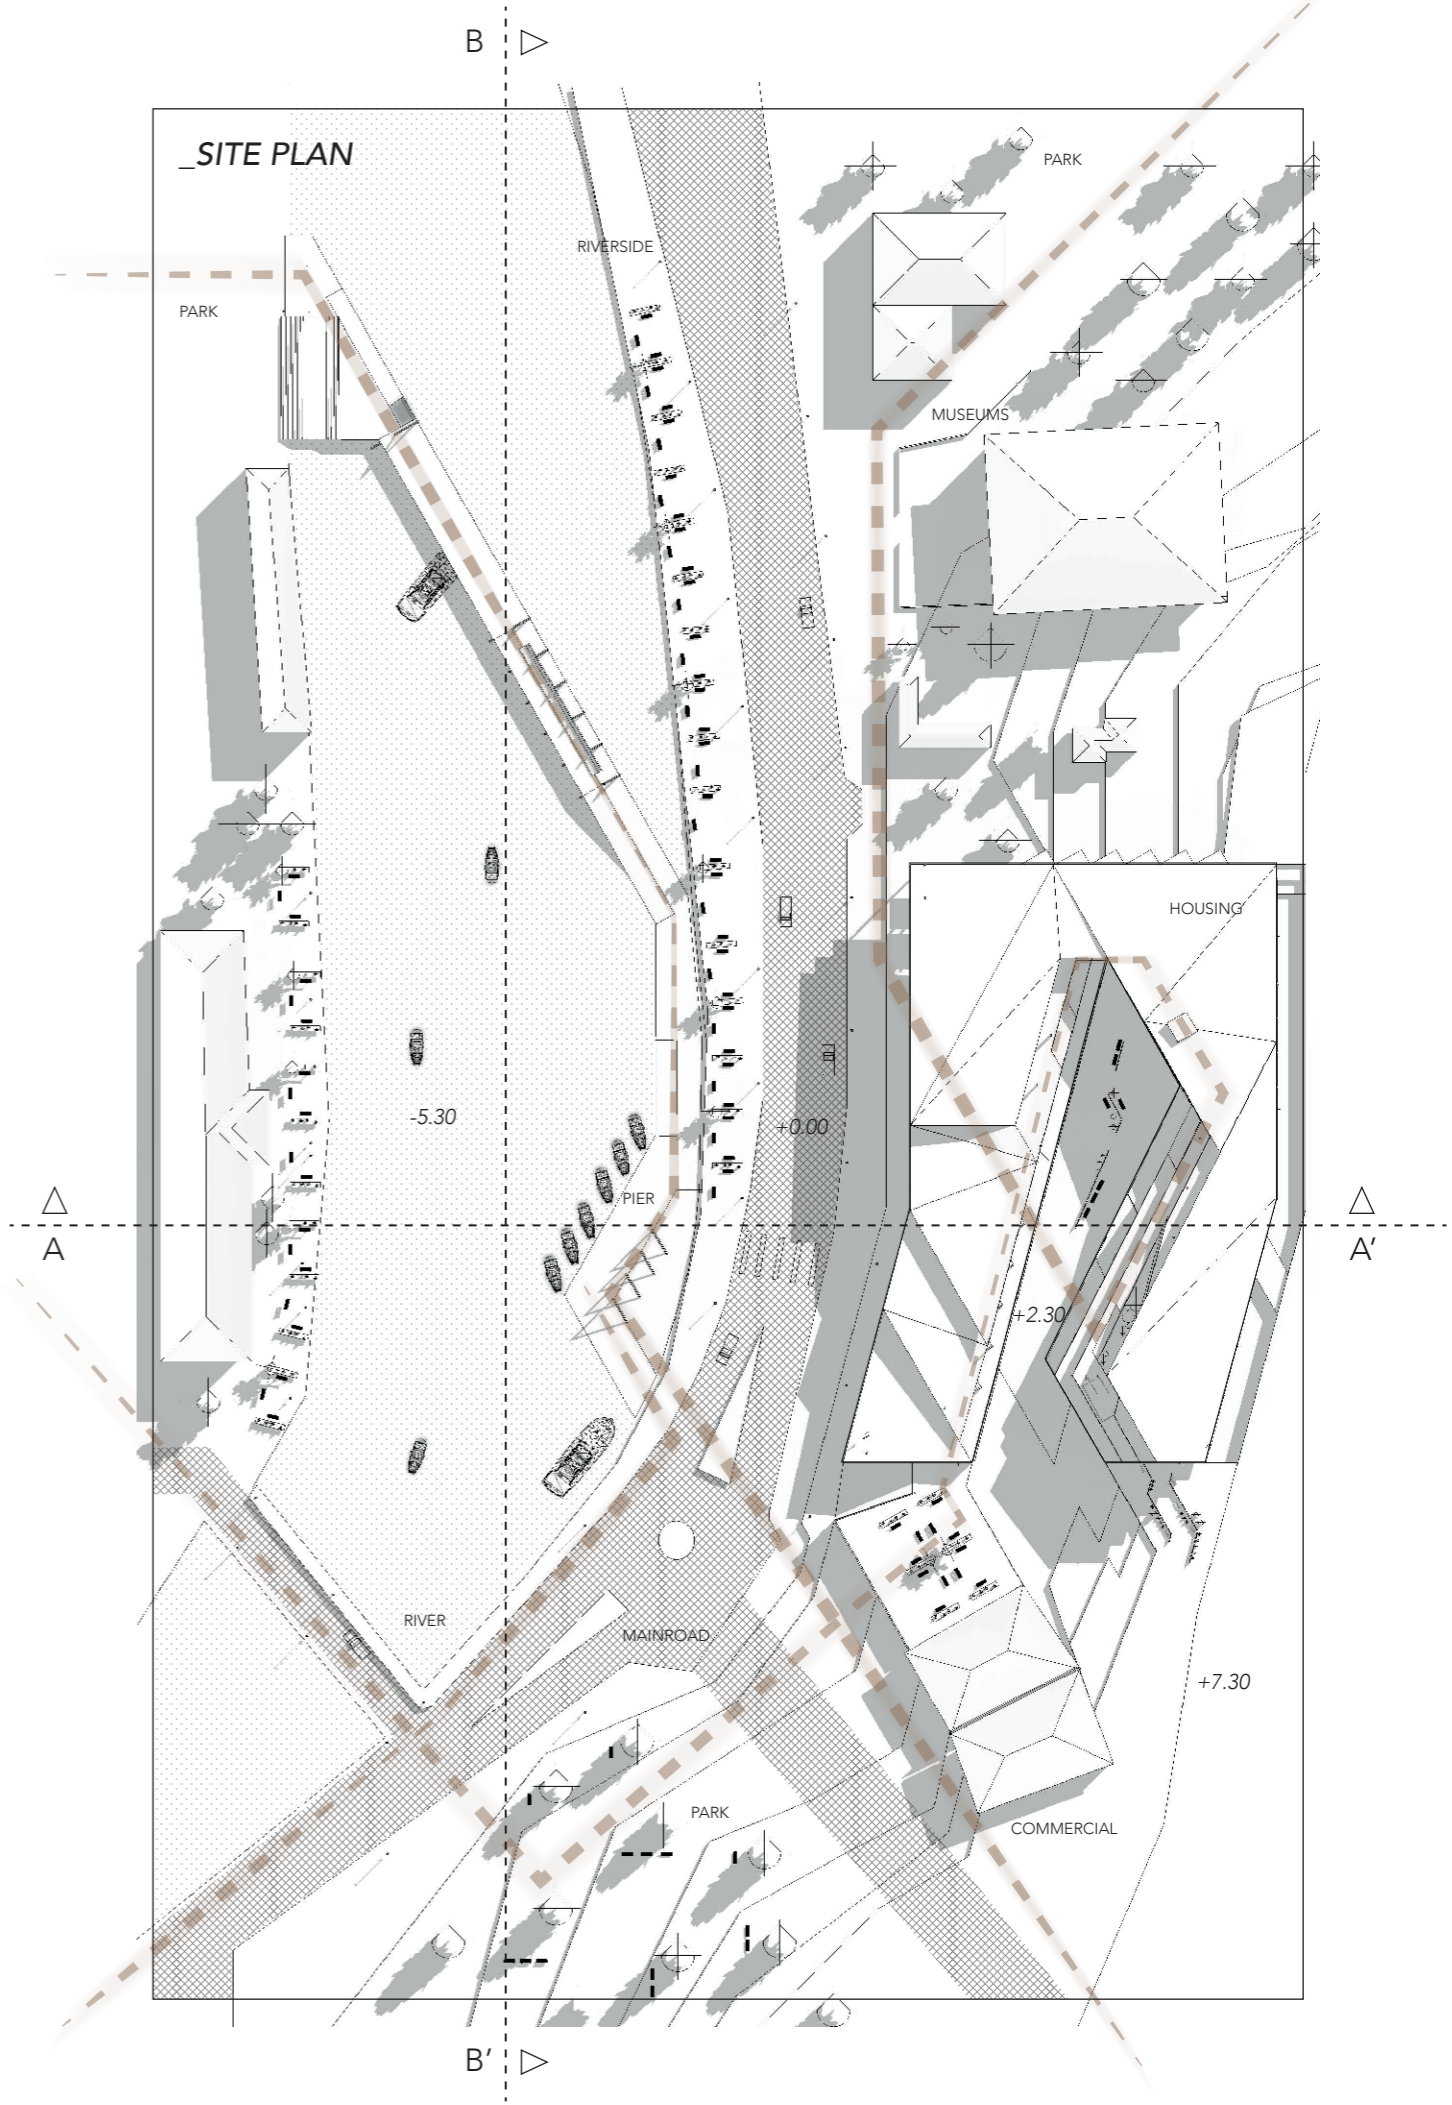 B
_SITE PLAN
PARK
RIVERSIDE
PARK
MUSEUMS
HOUSING
-5.30
+0.00
PIER
A
A'
+2.30
RIVER
MAINROAD
+7.30
PARK
COMMERCIAL
B'